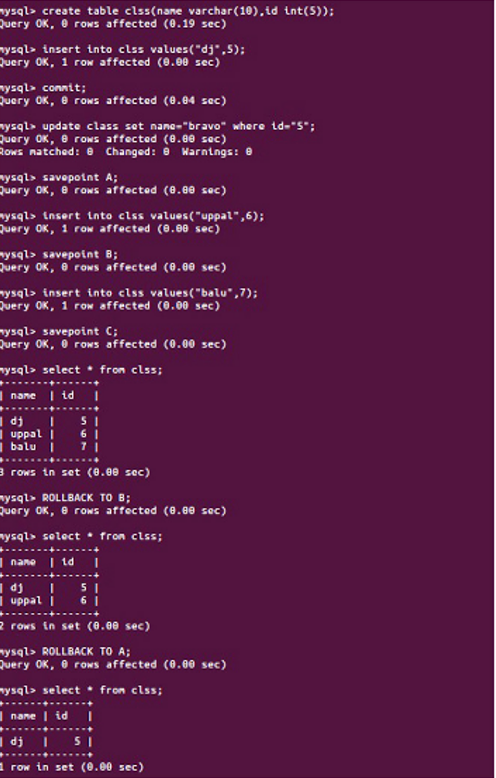 mysql> create table clss(name varchar(10),id int(5));
Query OK, 0 rows affected (0.19 sec)
mysql> insert into clss values("dj",5);
Query OK, 1 row affected (0.00 sec)
mysql> commit;
Query OK, 0 rows affected (0.04 sec)
mysql> update class set name="bravo" where id="5";
Query OK, 0 rows affected (0.00 sec)
Rows matched: 0  Changed: 0  Warnings: 0
mysql> savepoint A;
Query OK, 0 rows affected (0.00 sec)
mysql> insert into clss values("uppal",6);
Query OK, 1 row affected (0.00 sec)
mysql> savepoint B;
Query OK, 0 rows affected (0.00 sec)
mysql> insert into clss values("balu",7);
Query OK, 1 row affected (0.00 sec)
mysql> savepoint C;
Query OK, 0 rows affected (0.00 sec)
mysql> select * from clss;
+-------+------+
| name  | id   |
+-------+------+
| dj    |    5 |
| uppal |    6 |
| balu  |    7 |
+-------+------+
3 rows in set (0.00 sec)
mysql> ROLLBACK TO B;
Query OK, 0 rows affected (0.00 sec)
mysql> select * from clss;
+-------+------+
| name  | id   |
+-------+------+
| dj    |    5 |
| uppal |    6 |
+-------+------+
2 rows in set (0.00 sec)
mysql> ROLLBACK TO A;
Query OK, 0 rows affected (0.00 sec)
mysql> select * from clss;
+------+------+
| name | id   |
+------+------+
| dj   |    5 |
+------+------+
1 row in set (0.00 sec)